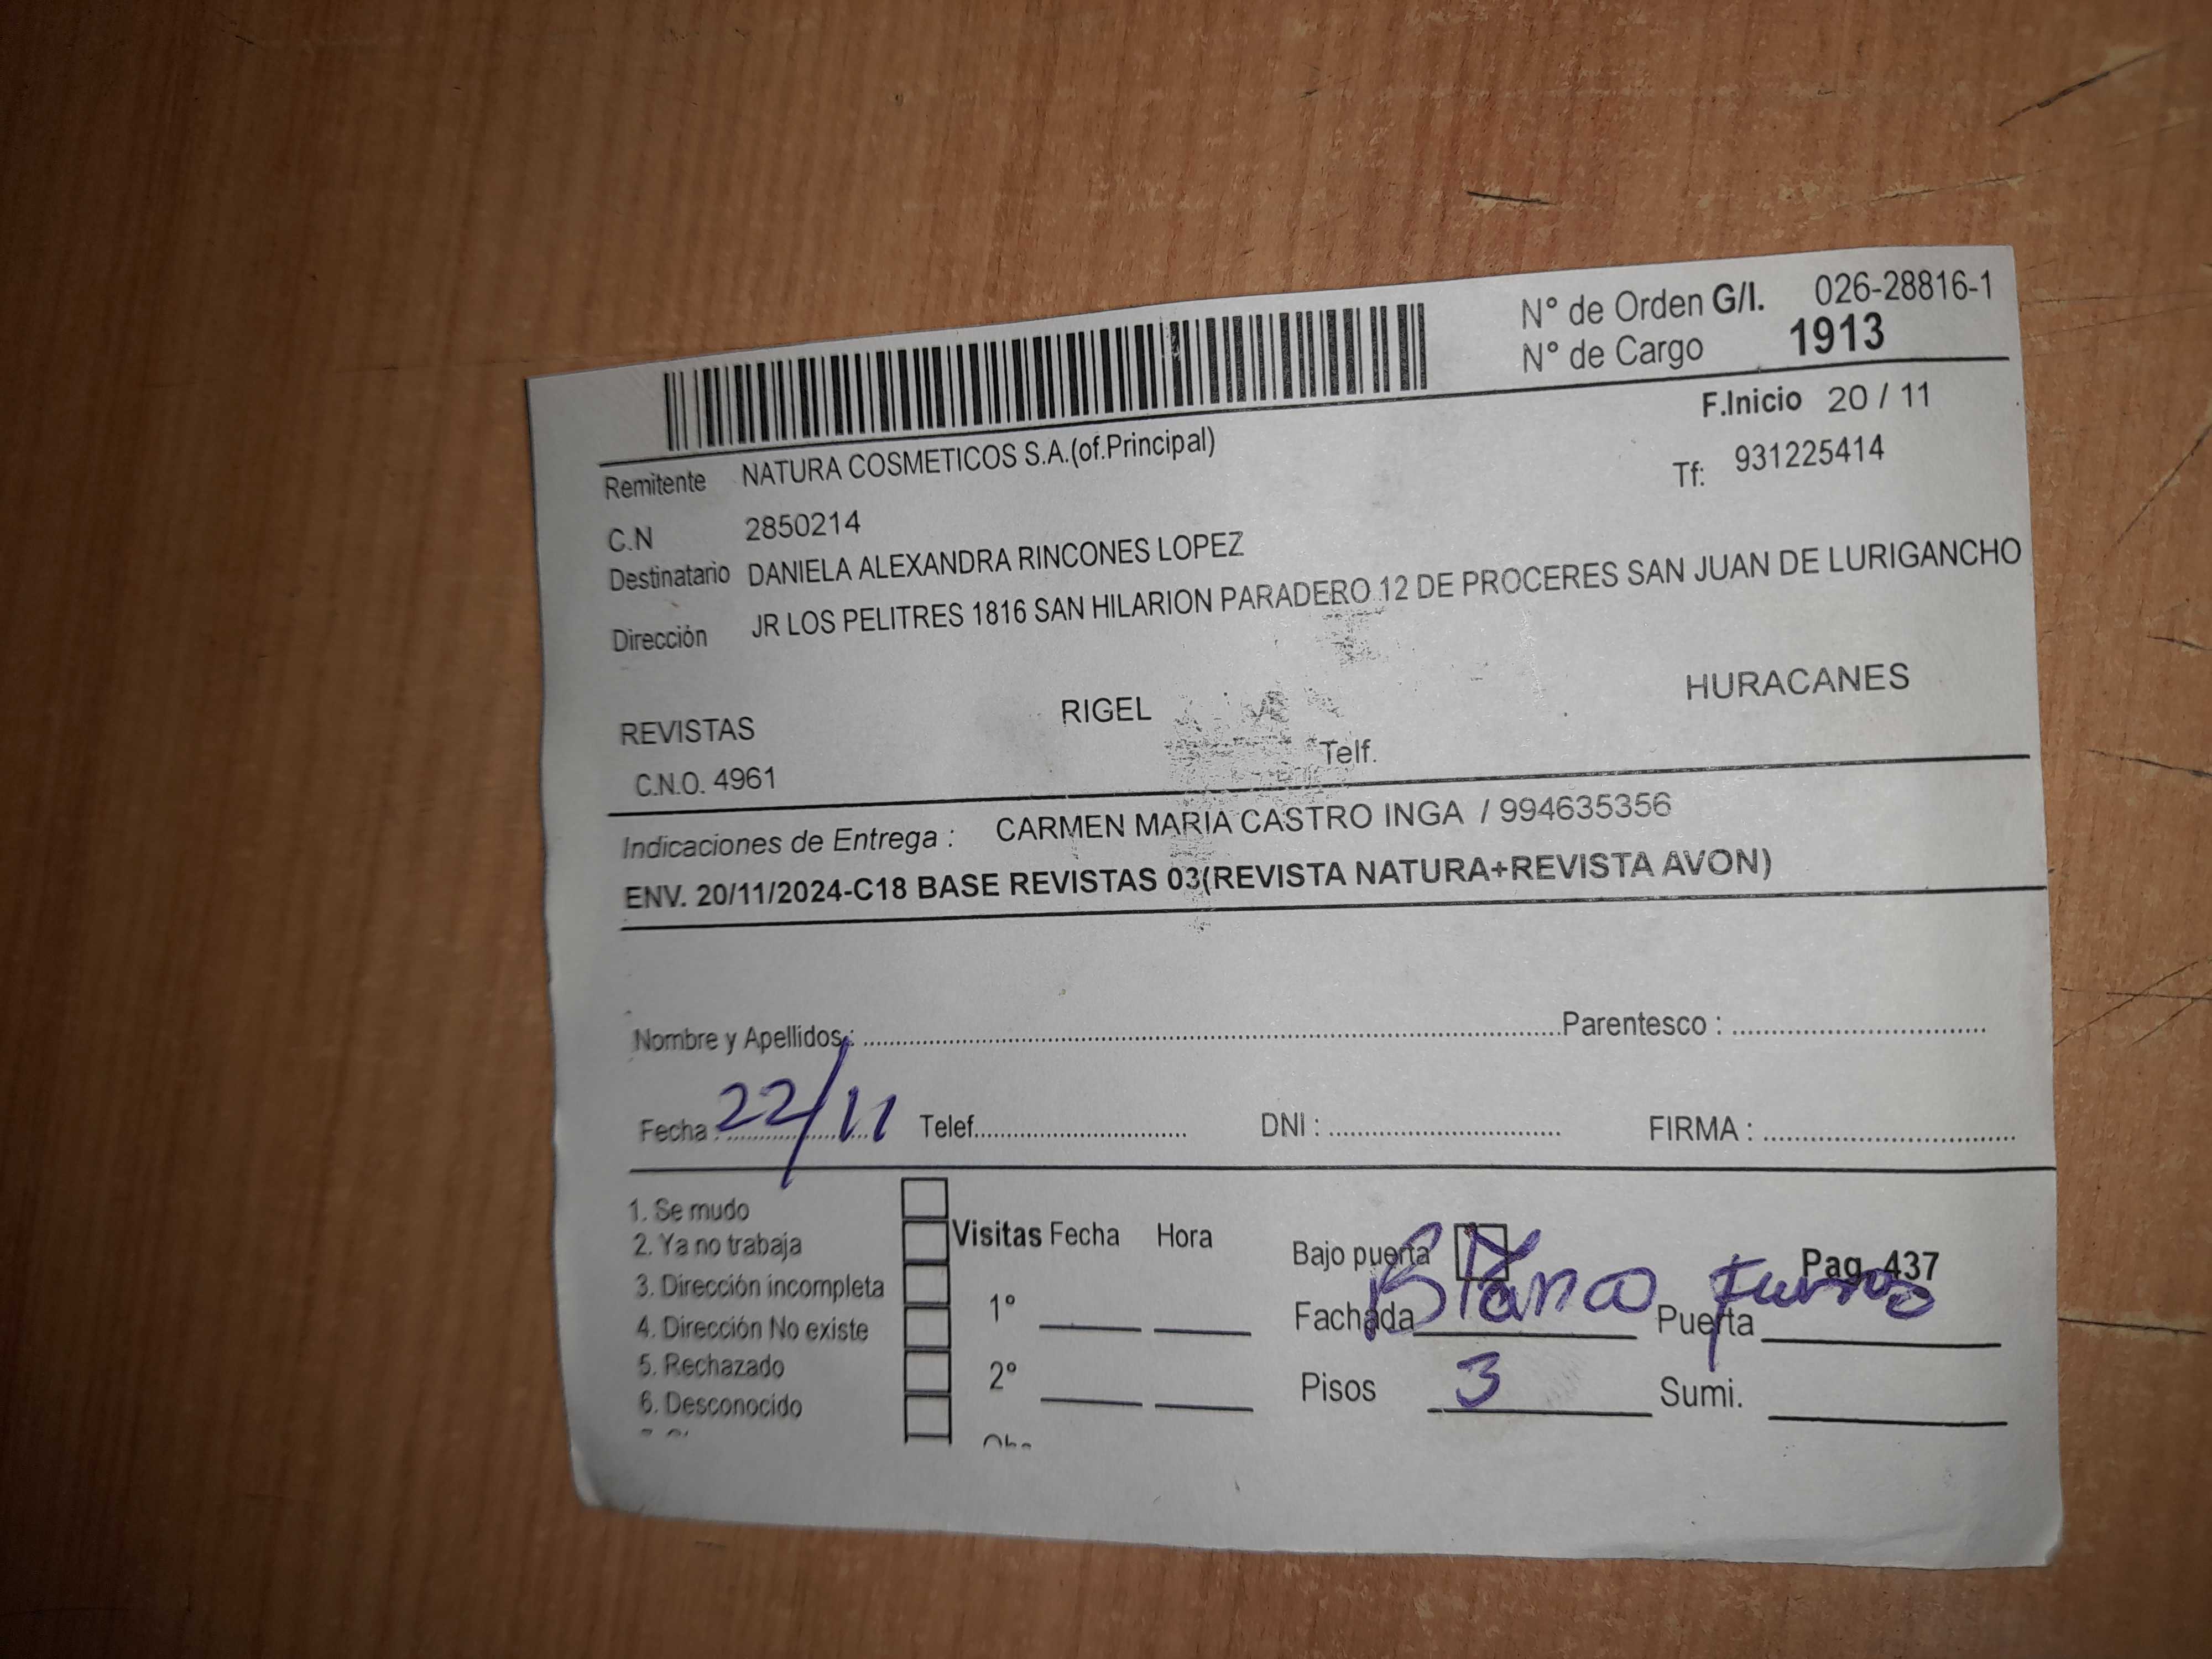 N° de Orden G/I. 026-28816-1
N° de Cargo 1913
F.Inicio 20 / 11
Remitente NATURA COSMETICOS S.A.(of.Principal)
Tf: 931225414
C.N 2850214
Destinatario DANIELA ALEXANDRA RINCONES LOPEZ
Dirección JR LOS PELITRES 1816 SAN HILARION PARADERO 12 DE PROCERES SAN JUAN DE LURIGANCHO
REVISTAS RIGEL HURACANES
C.N.O. 4961 Telf.
Indicaciones de Entrega : CARMEN MARIA CASTRO INGA / 994635356
ENV. 20/11/2024-C18 BASE REVISTAS 03(REVISTA NATURA+REVISTA AVON)
Nombre y Apellidos : Parentesco :
Fecha : 22/11 Telef. DNI : FIRMA :
1. Se mudo
2. Ya no trabaja
3. Dirección incompleta
4. Dirección No existe
5. Rechazado
6. Desconocido
Visitas Fecha Hora
1°
2°
Bajo puerta Pag. 437
Fachada Blanco Puerta
Pisos 3 Sumi.